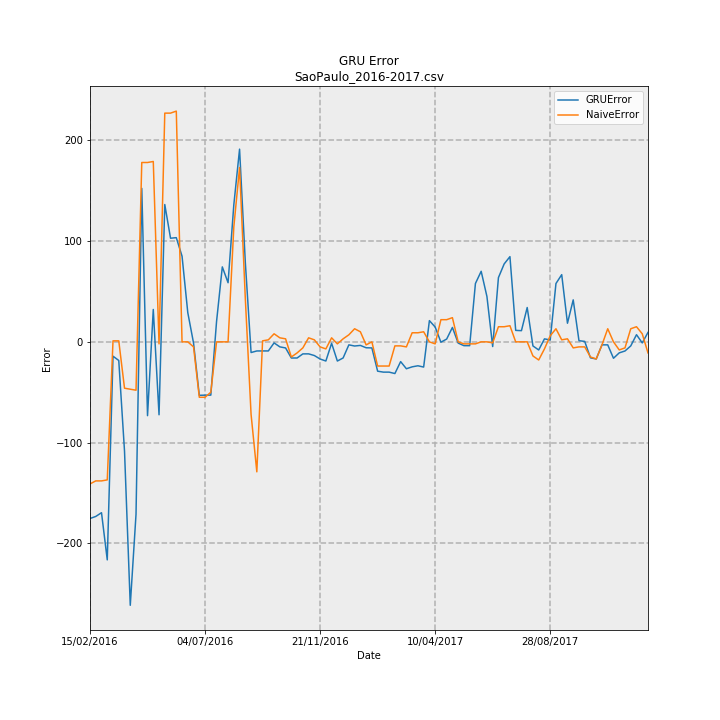 GRU Error
SaoPaulo_2016-2017.csv
GRUError
NaiveError
200
100
0
−100
−200
Error
15/02/2016
04/07/2016
21/11/2016
10/04/2017
28/08/2017
Date